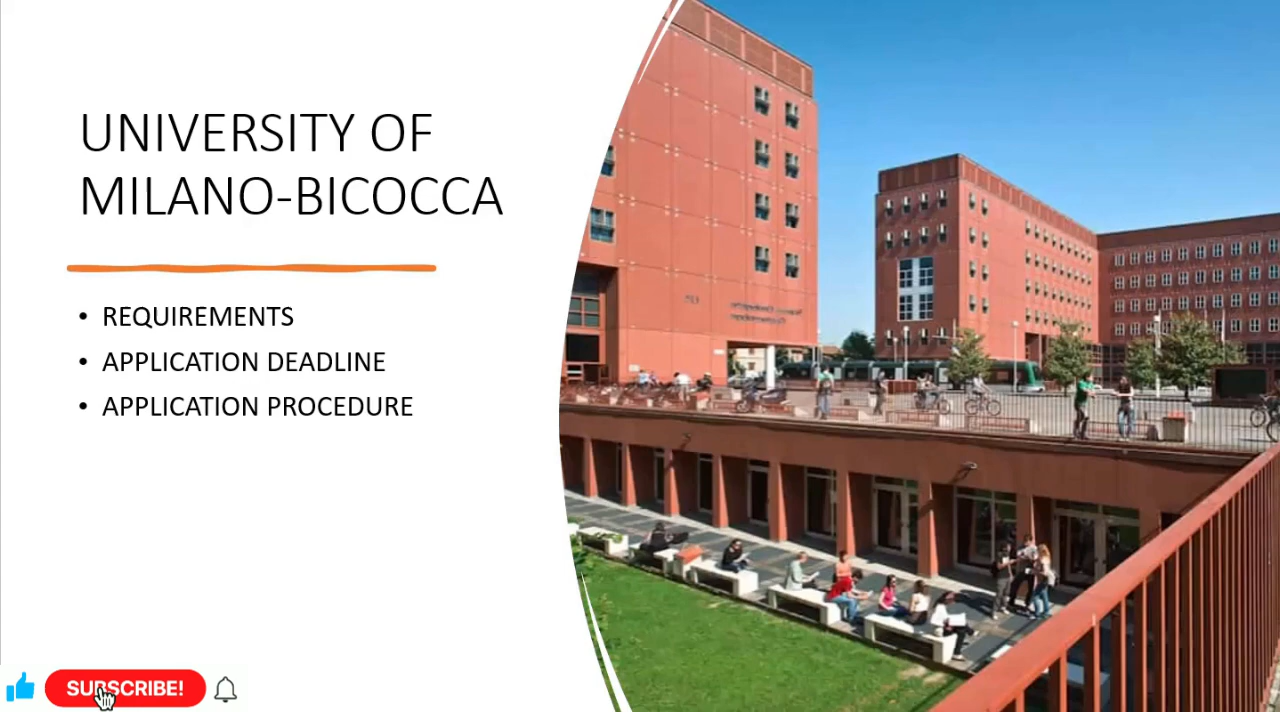 UNIVERSITY OF
MILANO-BICOCCA
• REQUIREMENTS
• APPLICATION DEADLINE
• APPLICATION PROCEDURE
SUBSCRIBE!